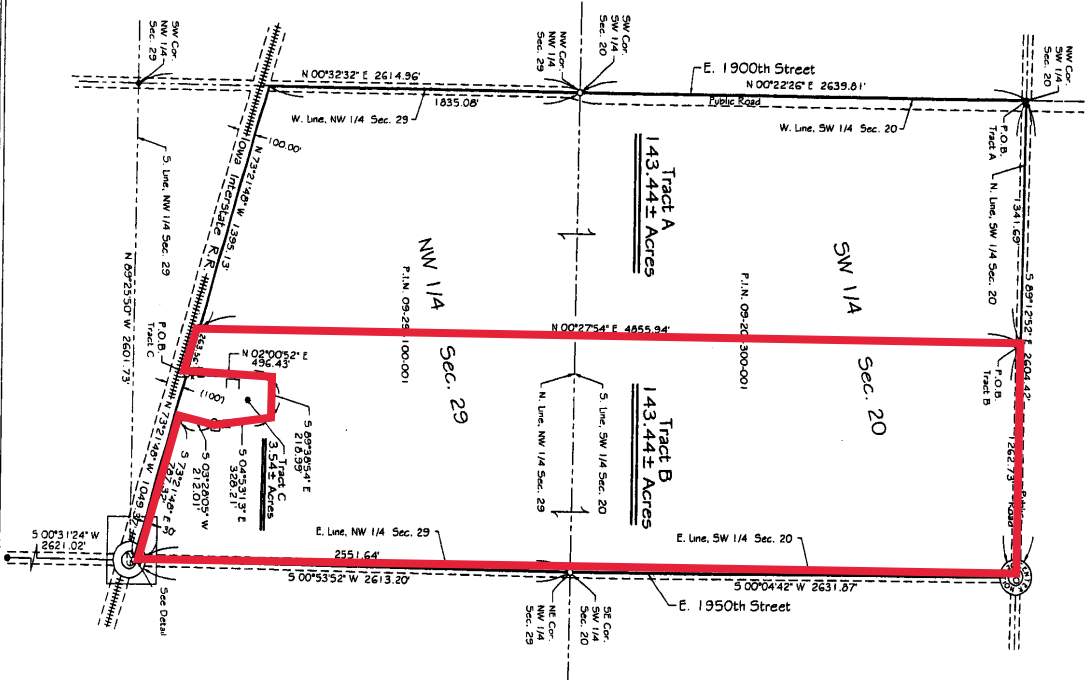 SW Cor.
NW 1/4
Sec. 29
N 00°32'32" E 2614.96'
1835.08'
W. Line, NW 1/4 Sec. 29
NW Cor.
NW 1/4
Sec. 29
SW Cor.
SW 1/4
Sec. 20
E. 1900th Street
N 00°22'26" E 2639.81'
Public Road
W. Line, SW 1/4 Sec. 20
NW Cor.
SW 1/4
Sec. 20
P.O.B.
Tract A
N. Line, SW 1/4 Sec. 20
1341.69'
S 89°12'52" E 2604.42'
100.00'
N 73°21'48" W 1395.13'
Iowa Interstate R.R.
S. Line, NW 1/4 Sec. 29
N 89°25'50" W 2601.73'
Tract A
143.44± Acres
NW 1/4
Sec. 29
SW 1/4
Sec. 20
P.I.N. 09-29-100-001
P.I.N. 09-20-300-001
N 00°27'54" E 4855.94'
P.O.B.
Tract C
N 02°00'52" E
496.43'
(100')
S 89°38'54" E
218.99'
Tract C
3.54± Acres
S 04°53'13" E
328.21'
S 03°28'05" W
212.01'
S 73°21'48" E
787.35'
N 73°21'48" W 1049.
30'
N. Line, NW 1/4 Sec. 29
S. Line, SW 1/4 Sec. 20
Tract B
143.44± Acres
P.O.B.
Tract B
1262.73'
Public
Road
S 00°31'24" W
2621.02'
See Detail
E. Line, NW 1/4 Sec. 29
2551.64'
S 00°53'52" W 2613.20'
E. Line, SW 1/4 Sec. 20
S 00°04'42" W 2631.87
E. 1950th Street
NE Cor.
NW 1/4
Sec. 29
SE Cor.
SW 1/4
Sec. 20